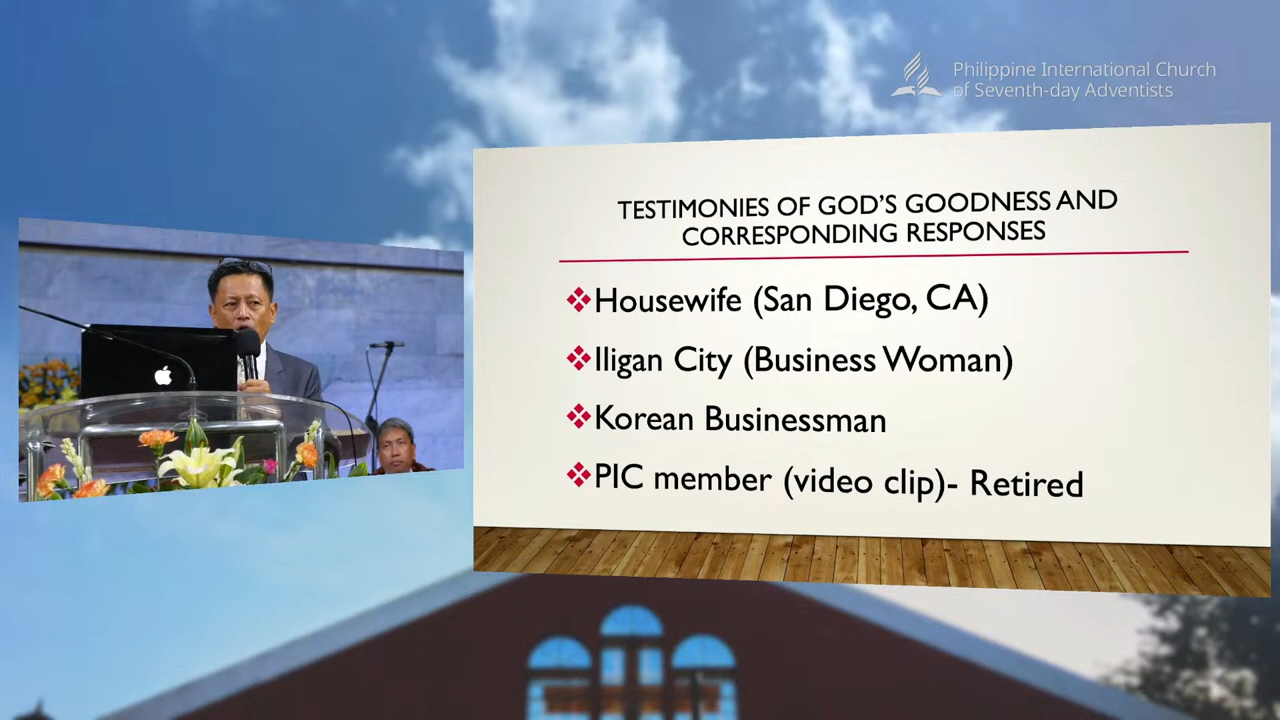 Philippine International Church
of Seventh-day Adventists
TESTIMONIES OF GOD'S GOODNESS AND
CORRESPONDING RESPONSES
❖Housewife (San Diego, CA)
❖Iligan City (Business Woman)
❖Korean Businessman
❖PIC member (video clip)- Retired